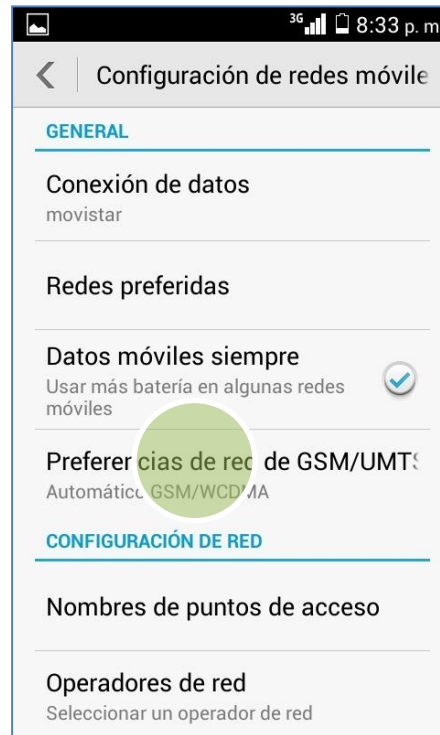 3G 8:33 p. m
Configuración de redes móvile
GENERAL
Conexión de datos
movistar
Redes preferidas
Datos móviles siempre
Usar más batería en algunas redes
móviles
Preferencias de red de GSM/UMTS
Automático GSM/WCDMA
CONFIGURACIÓN DE RED
Nombres de puntos de acceso
Operadores de red
Seleccionar un operador de red